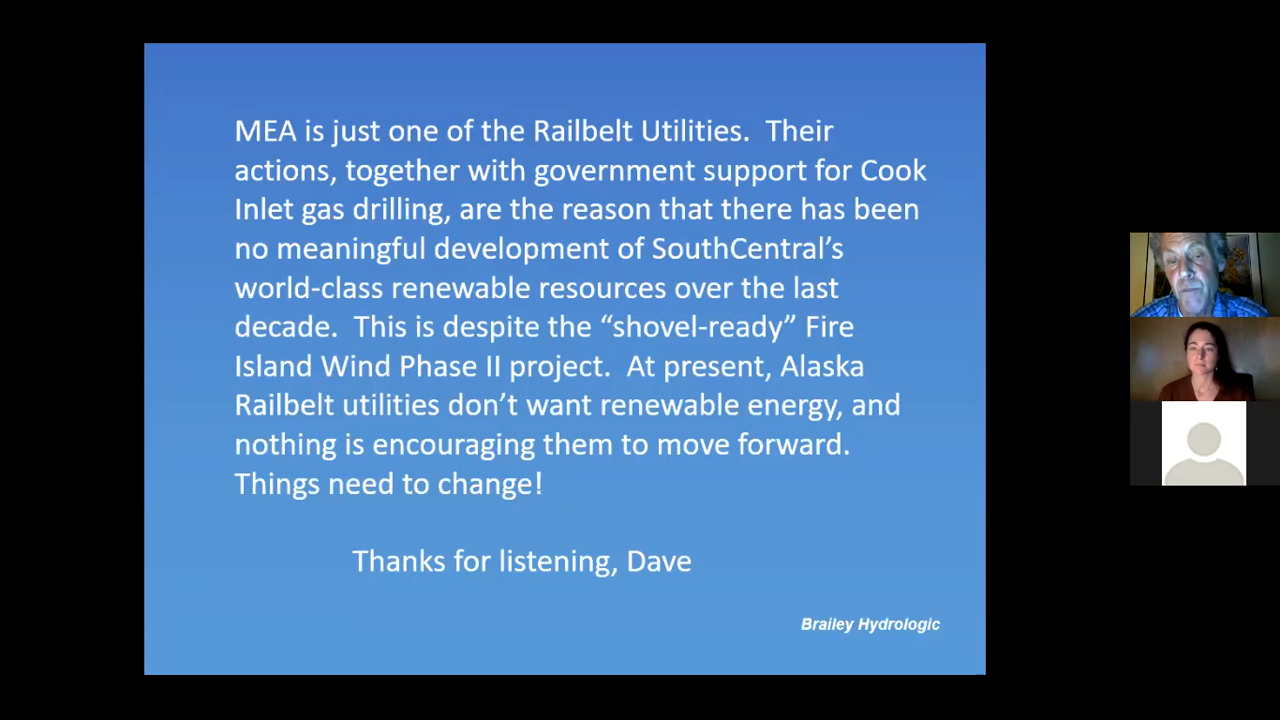 MEA is just one of the Railbelt Utilities.  Their
actions, together with government support for Cook
Inlet gas drilling, are the reason that there has been
no meaningful development of SouthCentral’s
world-class renewable resources over the last
decade.  This is despite the “shovel-ready” Fire
Island Wind Phase II project.  At present, Alaska
Railbelt utilities don’t want renewable energy, and
nothing is encouraging them to move forward.
Things need to change!
Thanks for listening, Dave
Brailey Hydrologic